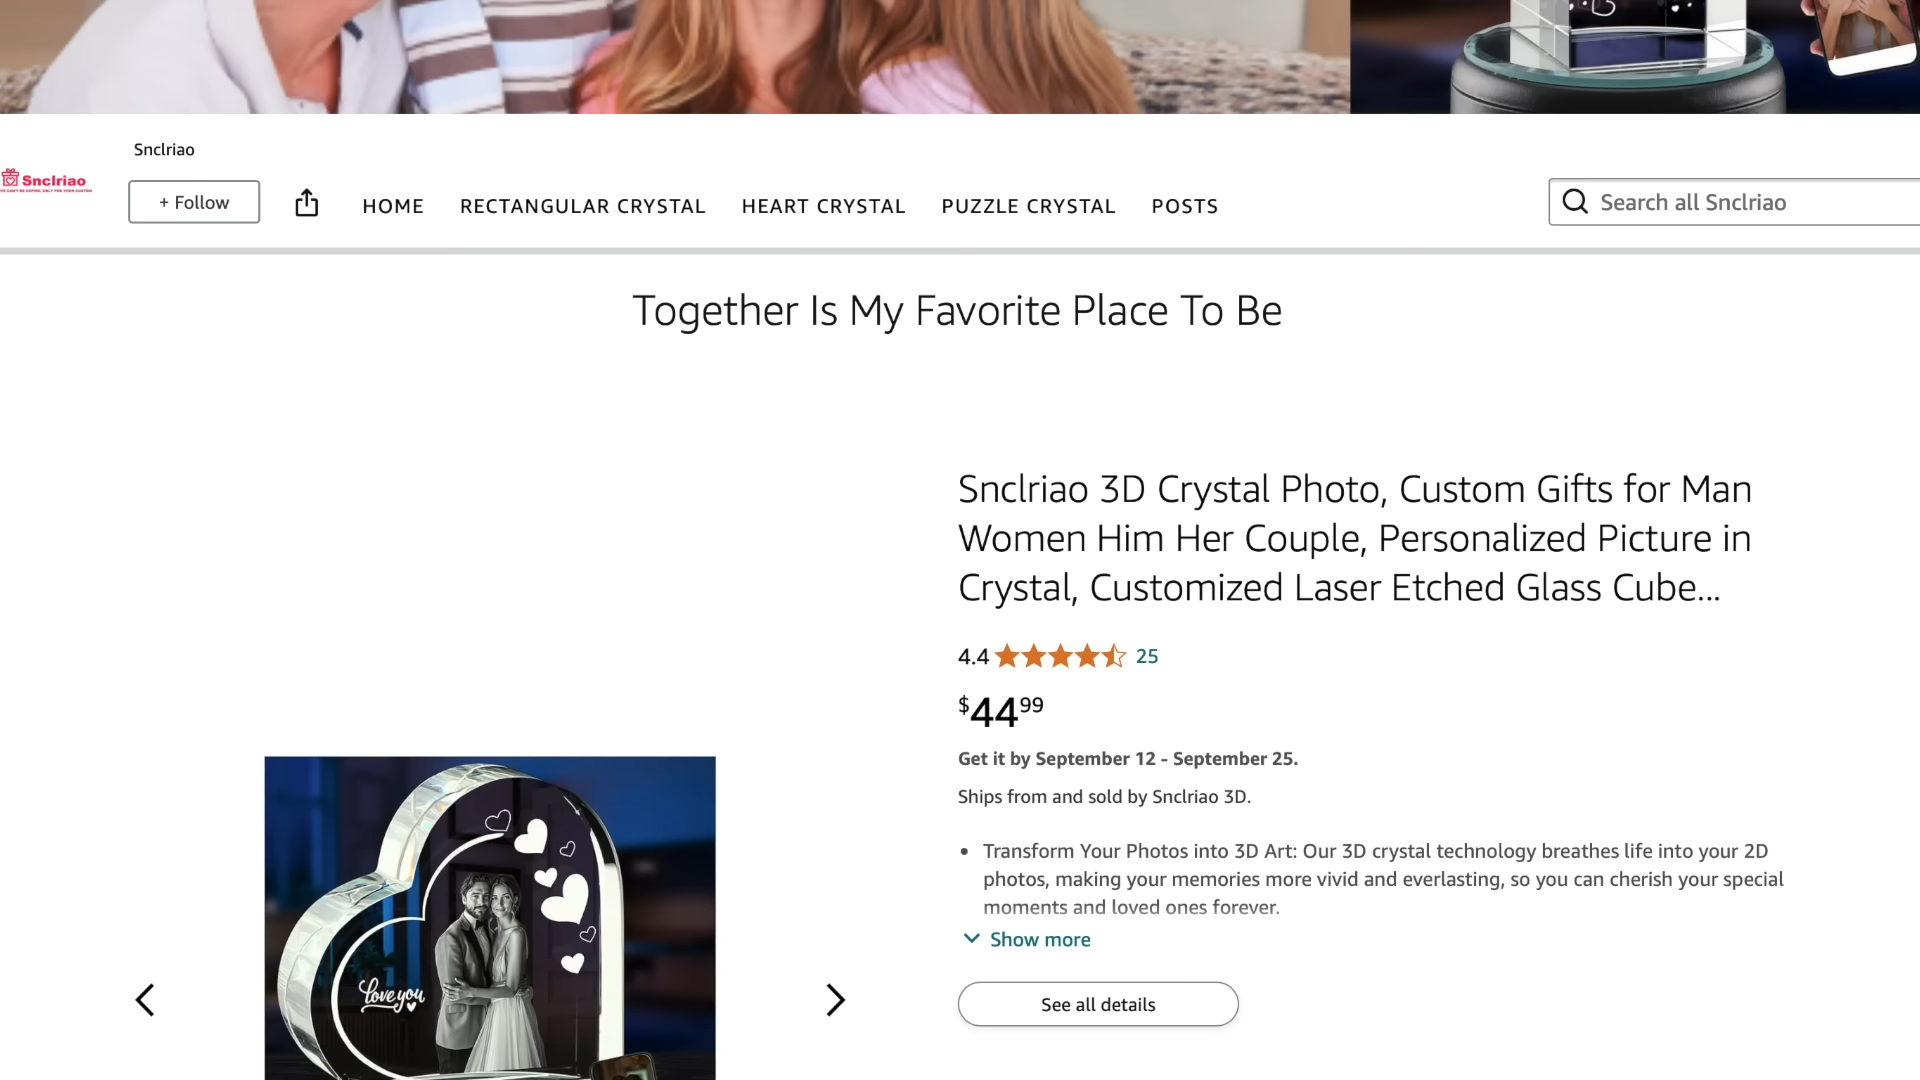 Snclriao
Snclriao
+ Follow
HOME
RECTANGULAR CRYSTAL
HEART CRYSTAL
PUZZLE CRYSTAL
POSTS
Search all Snclriao
Together Is My Favorite Place To Be
Snclriao 3D Crystal Photo, Custom Gifts for Man
Women Him Her Couple, Personalized Picture in
Crystal, Customized Laser Etched Glass Cube...
4.4
25
$44 99
Get it by September 12 - September 25.
Ships from and sold by Snclriao 3D.
• Transform Your Photos into 3D Art: Our 3D crystal technology breathes life into your 2D
photos, making your memories more vivid and everlasting, so you can cherish your special
moments and loved ones forever.
Show more
See all details
Love you